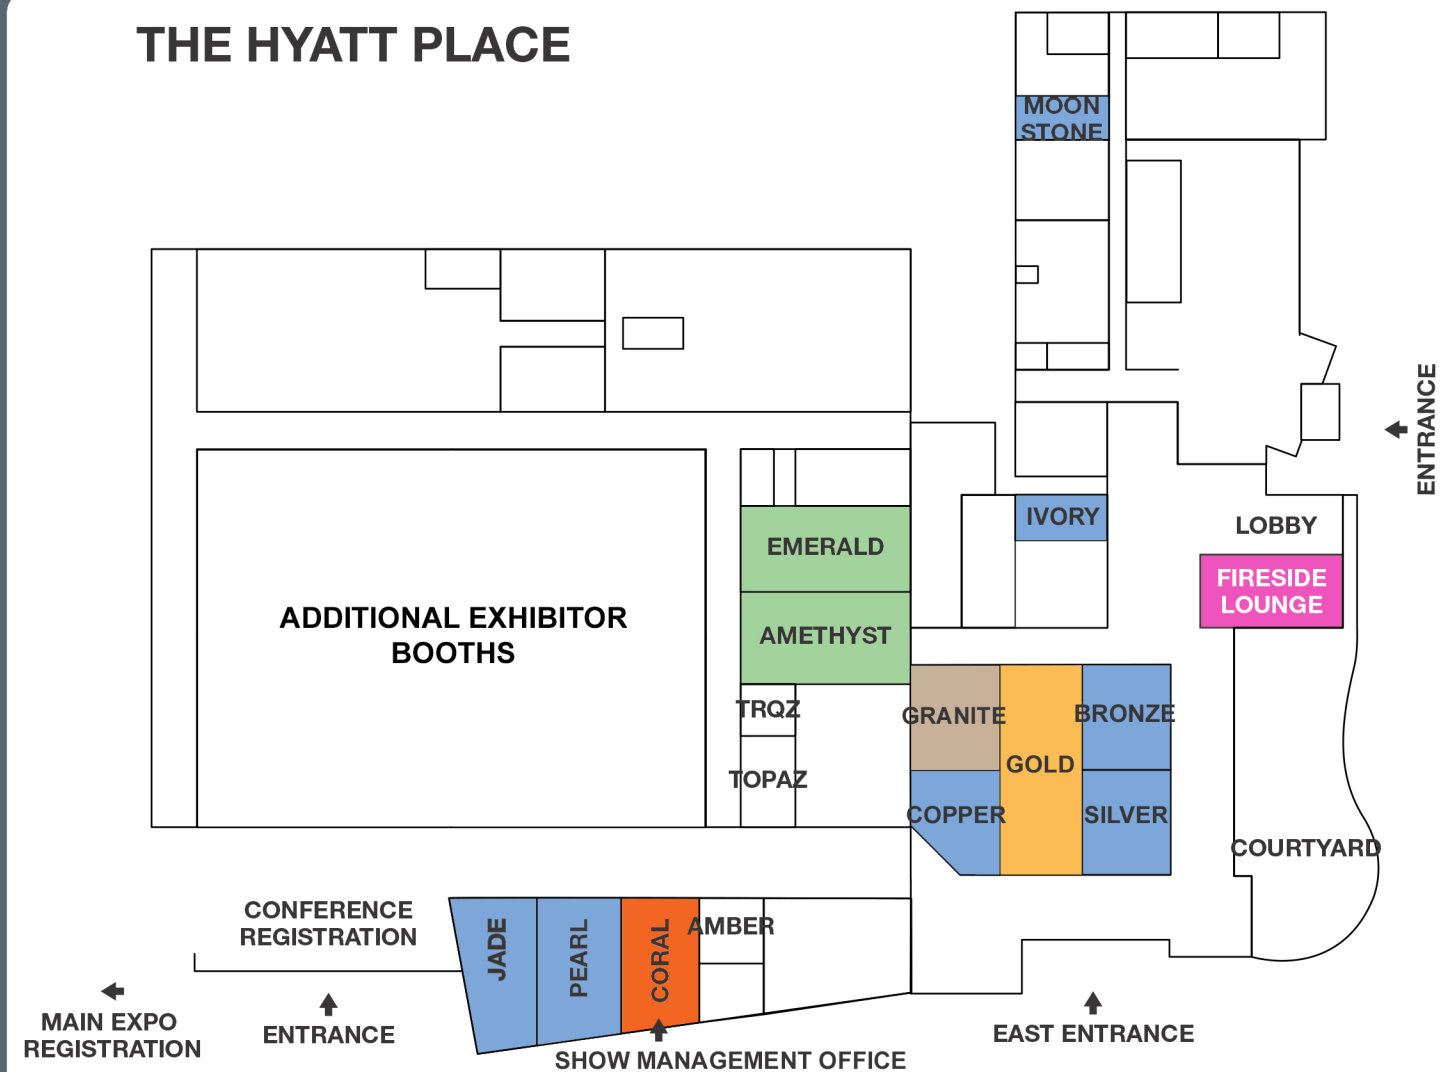 THE HYATT PLACE
MOON
STONE
ENTRANCE
IVORY
LOBBY
EMERALD
FIRESIDE
LOUNGE
ADDITIONAL EXHIBITOR
BOOTHS
AMETHYST
TRQZ
GRANITE
BRONZE
GOLD
TOPAZ
COPPER
SILVER
COURTYARD
CONFERENCE
REGISTRATION
JADE
PEARL
CORAL
AMBER
MAIN EXPO
REGISTRATION
ENTRANCE
SHOW MANAGEMENT OFFICE
EAST ENTRANCE